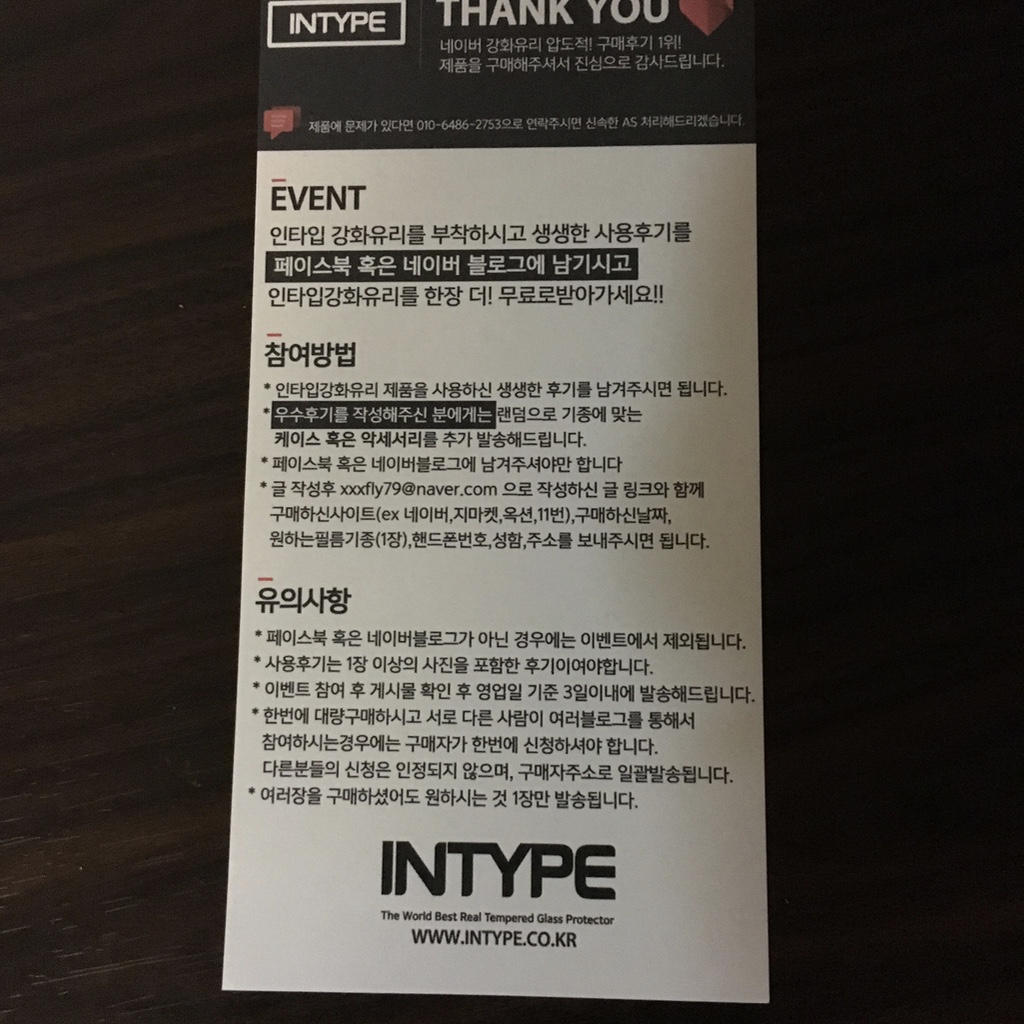 INTYPE
THANK YOU
네이버 강화유리 압도적! 구매후기 1위!
제품을 구매해주셔서 진심으로 감사드립니다.
제품에 문제가 있다면 010-6486-2753으로 연락주시면 신속한 AS 처리해드리겠습니다.
EVENT
인타입 강화유리를 부착하시고 생생한 사용후기를
페이스북 혹은 네이버 블로그에 남기시고
인타입강화유리를 한장 더! 무료로받아가세요!!
참여방법
* 인타입강화유리 제품을 사용하신 생생한 후기를 남겨주시면 됩니다.
* 우수후기를 작성해주신 분에게는 랜덤으로 기종에 맞는
케이스 혹은 악세서리를 추가 발송해드립니다.
* 페이스북 혹은 네이버블로그에 남겨주셔야만 합니다
* 글 작성후 xxxfly79@naver.com 으로 작성하신 글 링크와 함께
구매하신사이트(ex 네이버,지마켓,옥션,11번),구매하신날짜,
원하는필름기종(1장),핸드폰번호,성함,주소를 보내주시면 됩니다.
유의사항
* 페이스북 혹은 네이버블로그가 아닌 경우에는 이벤트에서 제외됩니다.
* 사용후기는 1장 이상의 사진을 포함한 후기이여야합니다.
* 이벤트 참여 후 게시물 확인 후 영업일 기준 3일이내에 발송해드립니다.
* 한번에 대량구매하시고 서로 다른 사람이 여러블로그를 통해서
참여하시는경우에는 구매자가 한번에 신청하셔야 합니다.
다른분들의 신청은 인정되지 않으며, 구매자주소로 일괄발송됩니다.
* 여러장을 구매하셨어도 원하시는 것 1장만 발송됩니다.
INTYPE
The World Best Real Tempered Glass Protector
WWW.INTYPE.CO.KR